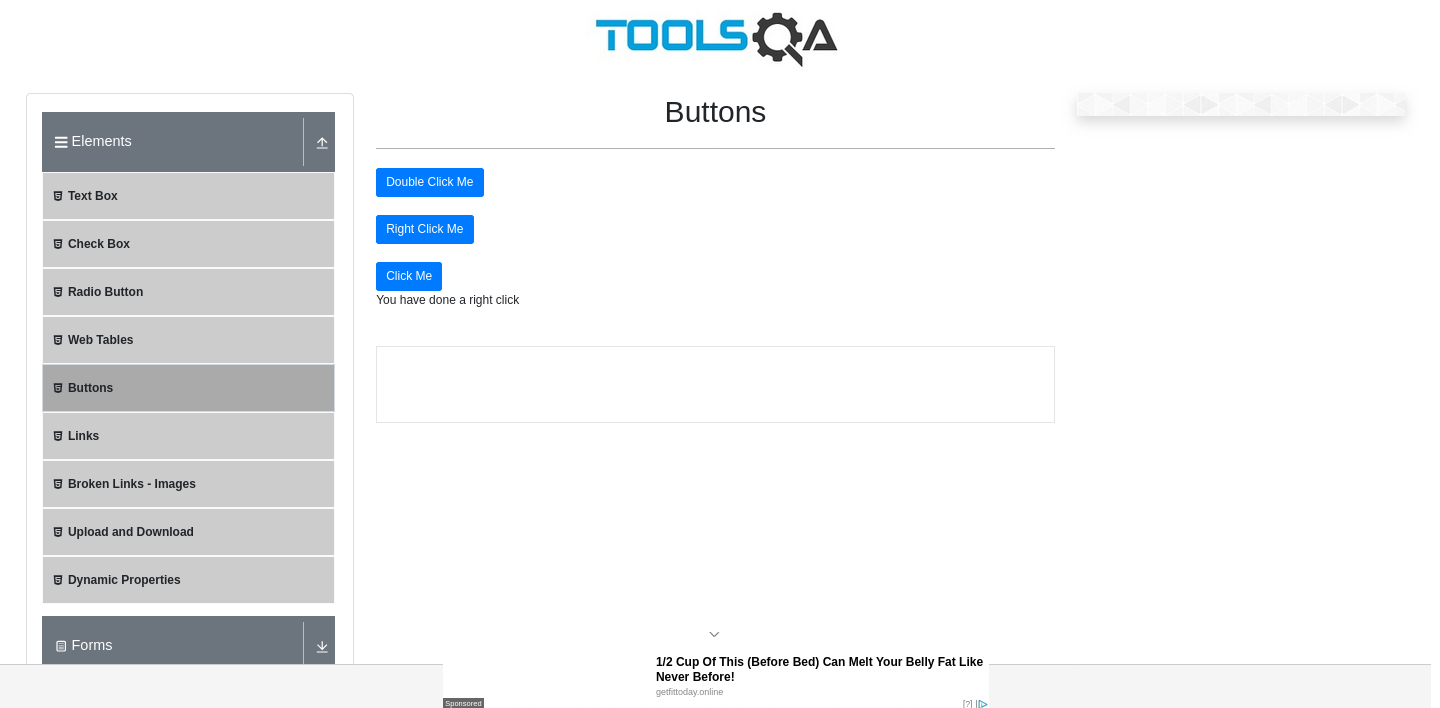 TOOLSQA
Elements
Text Box
Check Box
Radio Button
Web Tables
Buttons
Links
Broken Links - Images
Upload and Download
Dynamic Properties
Forms
Buttons
Double Click Me
Right Click Me
Click Me
You have done a right click
1/2 Cup Of This (Before Bed) Can Melt Your Belly Fat Like
Never Before!
getfittoday.online
Sponsored
[?]